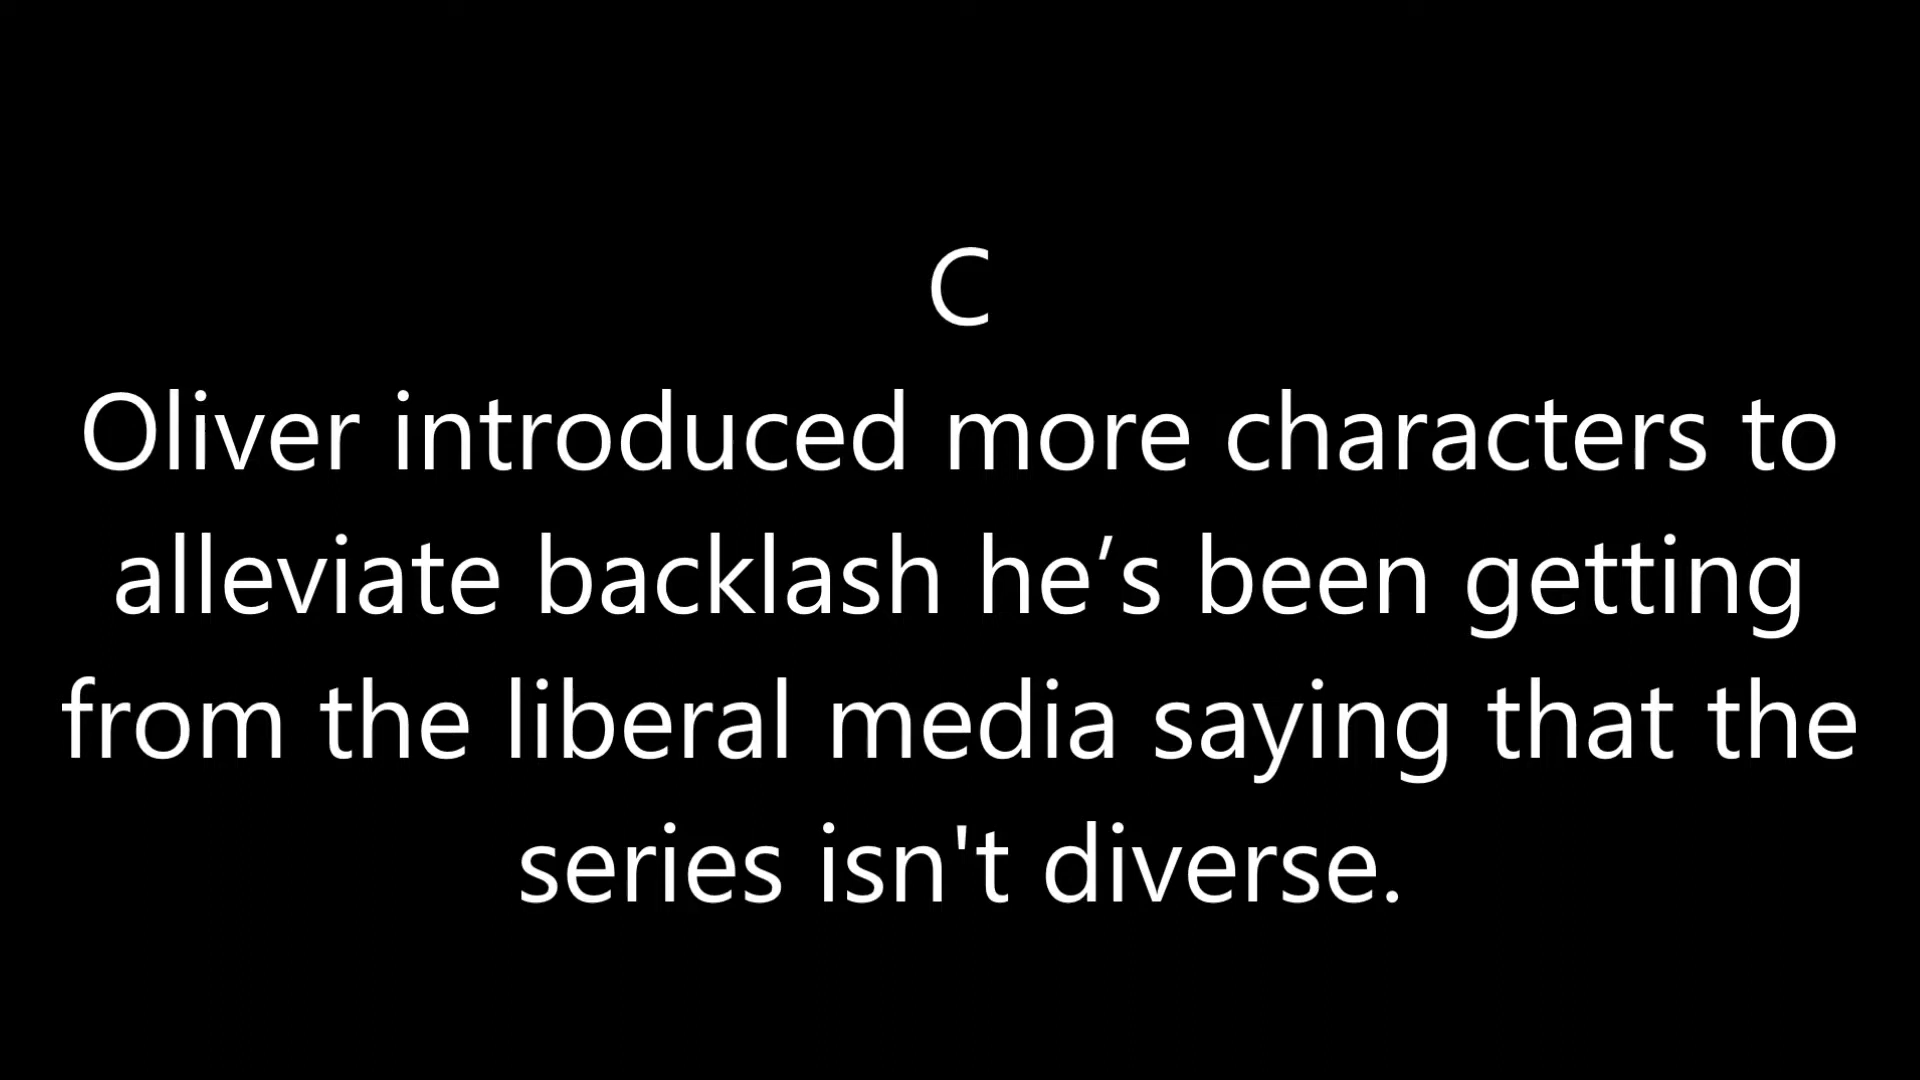 C
Oliver introduced more characters to
alleviate backlash he’s been getting
from the liberal media saying that the
series isn't diverse.